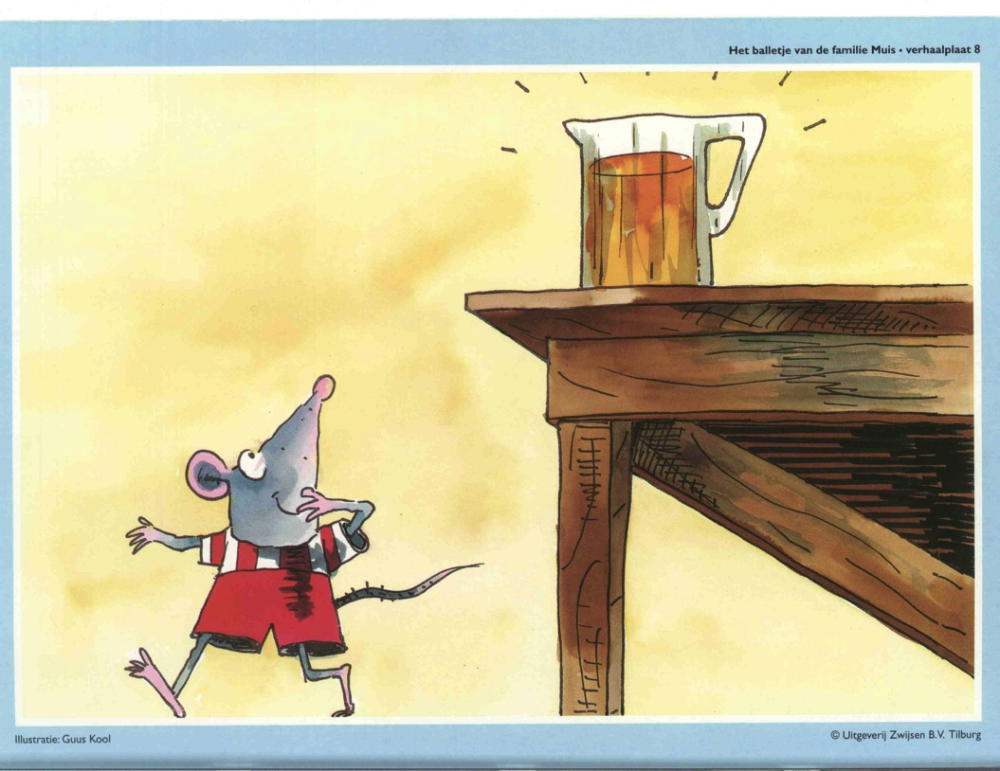 Het balletje van de familie Muis • verhaalplaat 8
Illustratie: Guus Kool
© Uitgeverij Zwijsen B.V. Tilburg